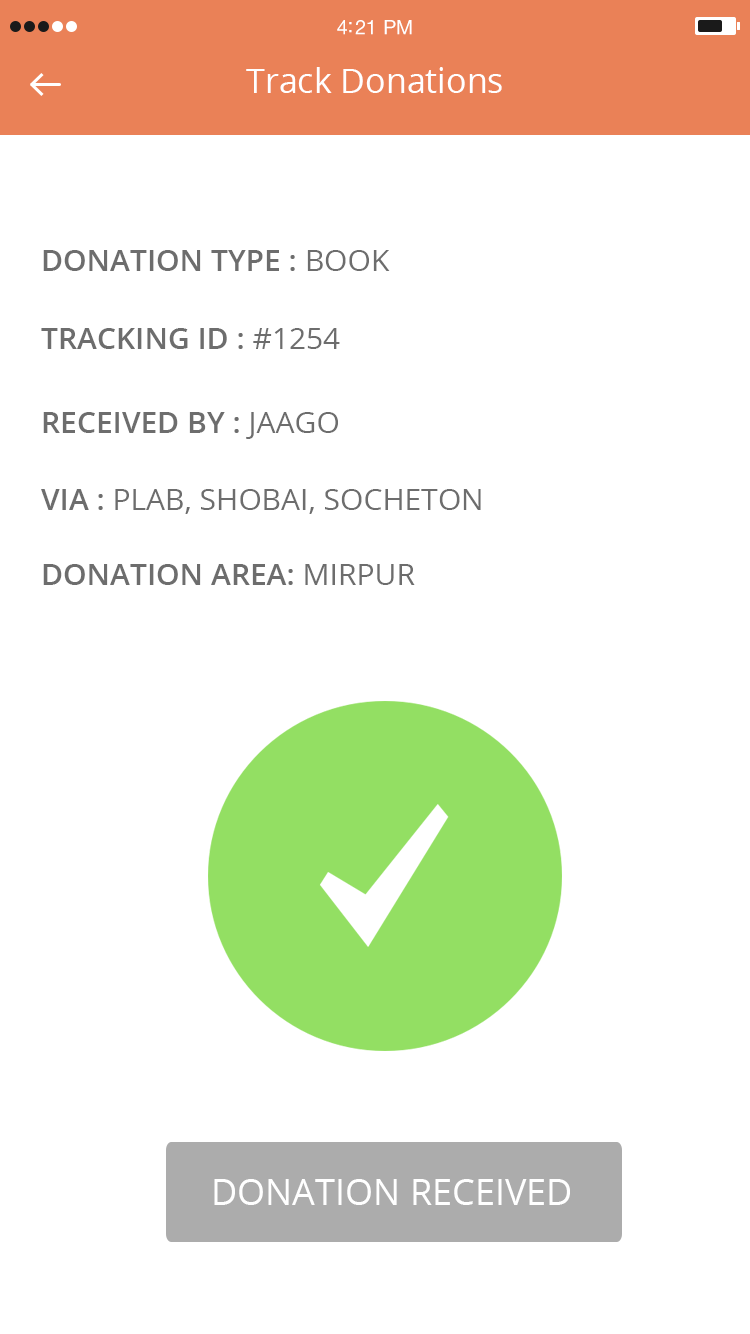 4:21 PM
Track Donations
DONATION TYPE : BOOK
TRACKING ID : #1254
RECEIVED BY : JAAGO
VIA : PLAB, SHOBAI, SOCHETON
DONATION AREA: MIRPUR
DONATION RECEIVED